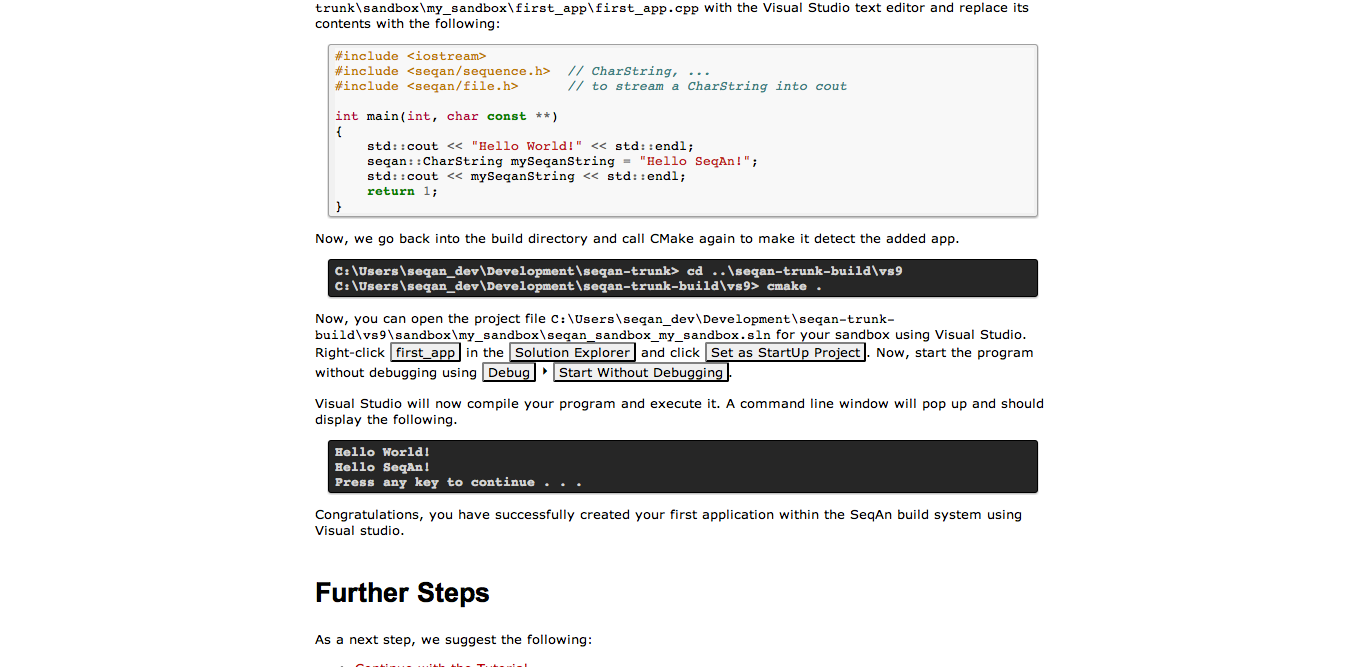 trunk\sandbox\my_sandbox\first_app\first_app.cpp with the Visual Studio text editor and replace its
contents with the following:
#include <iostream>
#include <seqan/sequence.h>  // CharString, ...
#include <seqan/file.h>      // to stream a CharString into cout
int main(int, char const **)
{
    std::cout << "Hello World!" << std::endl;
    seqan::CharString mySeqanString = "Hello SeqAn!";
    std::cout << mySeqanString << std::endl;
    return 1;
}
Now, we go back into the build directory and call CMake again to make it detect the added app.
C:\Users\seqan_dev\Development\seqan-trunk> cd ..\seqan-trunk-build\vs9
C:\Users\seqan_dev\Development\seqan-trunk-build\vs9> cmake .
Now, you can open the project file C:\Users\seqan_dev\Development\seqan-trunk-
build\vs9\sandbox\my_sandbox\seqan_sandbox_my_sandbox.sln for your sandbox using Visual Studio.
Right-click first_app in the Solution Explorer and click Set as StartUp Project. Now, start the program
without debugging using Debug ‣ Start Without Debugging.
Visual Studio will now compile your program and execute it. A command line window will pop up and should
display the following.
Hello World!
Hello SeqAn!
Press any key to continue . . .
Congratulations, you have successfully created your first application within the SeqAn build system using
Visual studio.
Further Steps
As a next step, we suggest the following:
Continue with the Tutorial